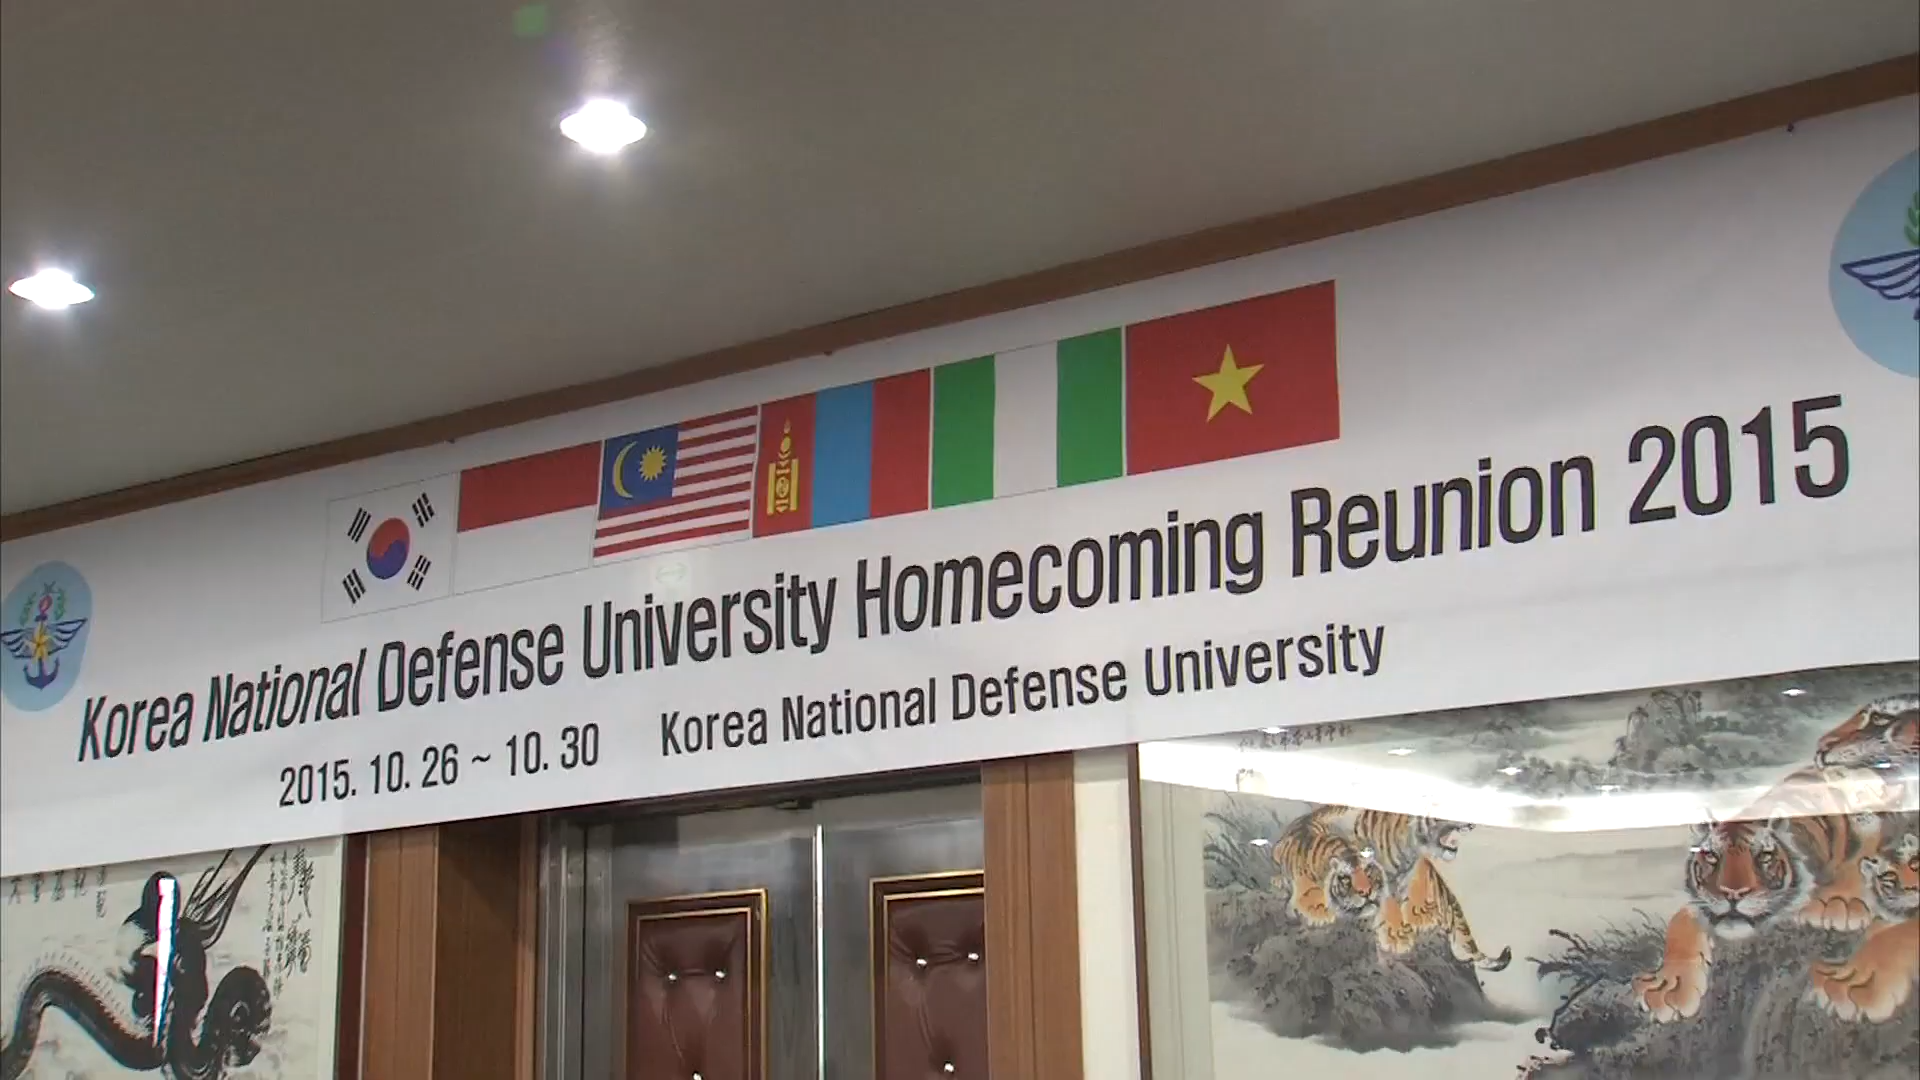 Korea National Defense University Homecoming Reunion 2015
2015. 10. 26 ~ 10. 30 Korea National Defense University